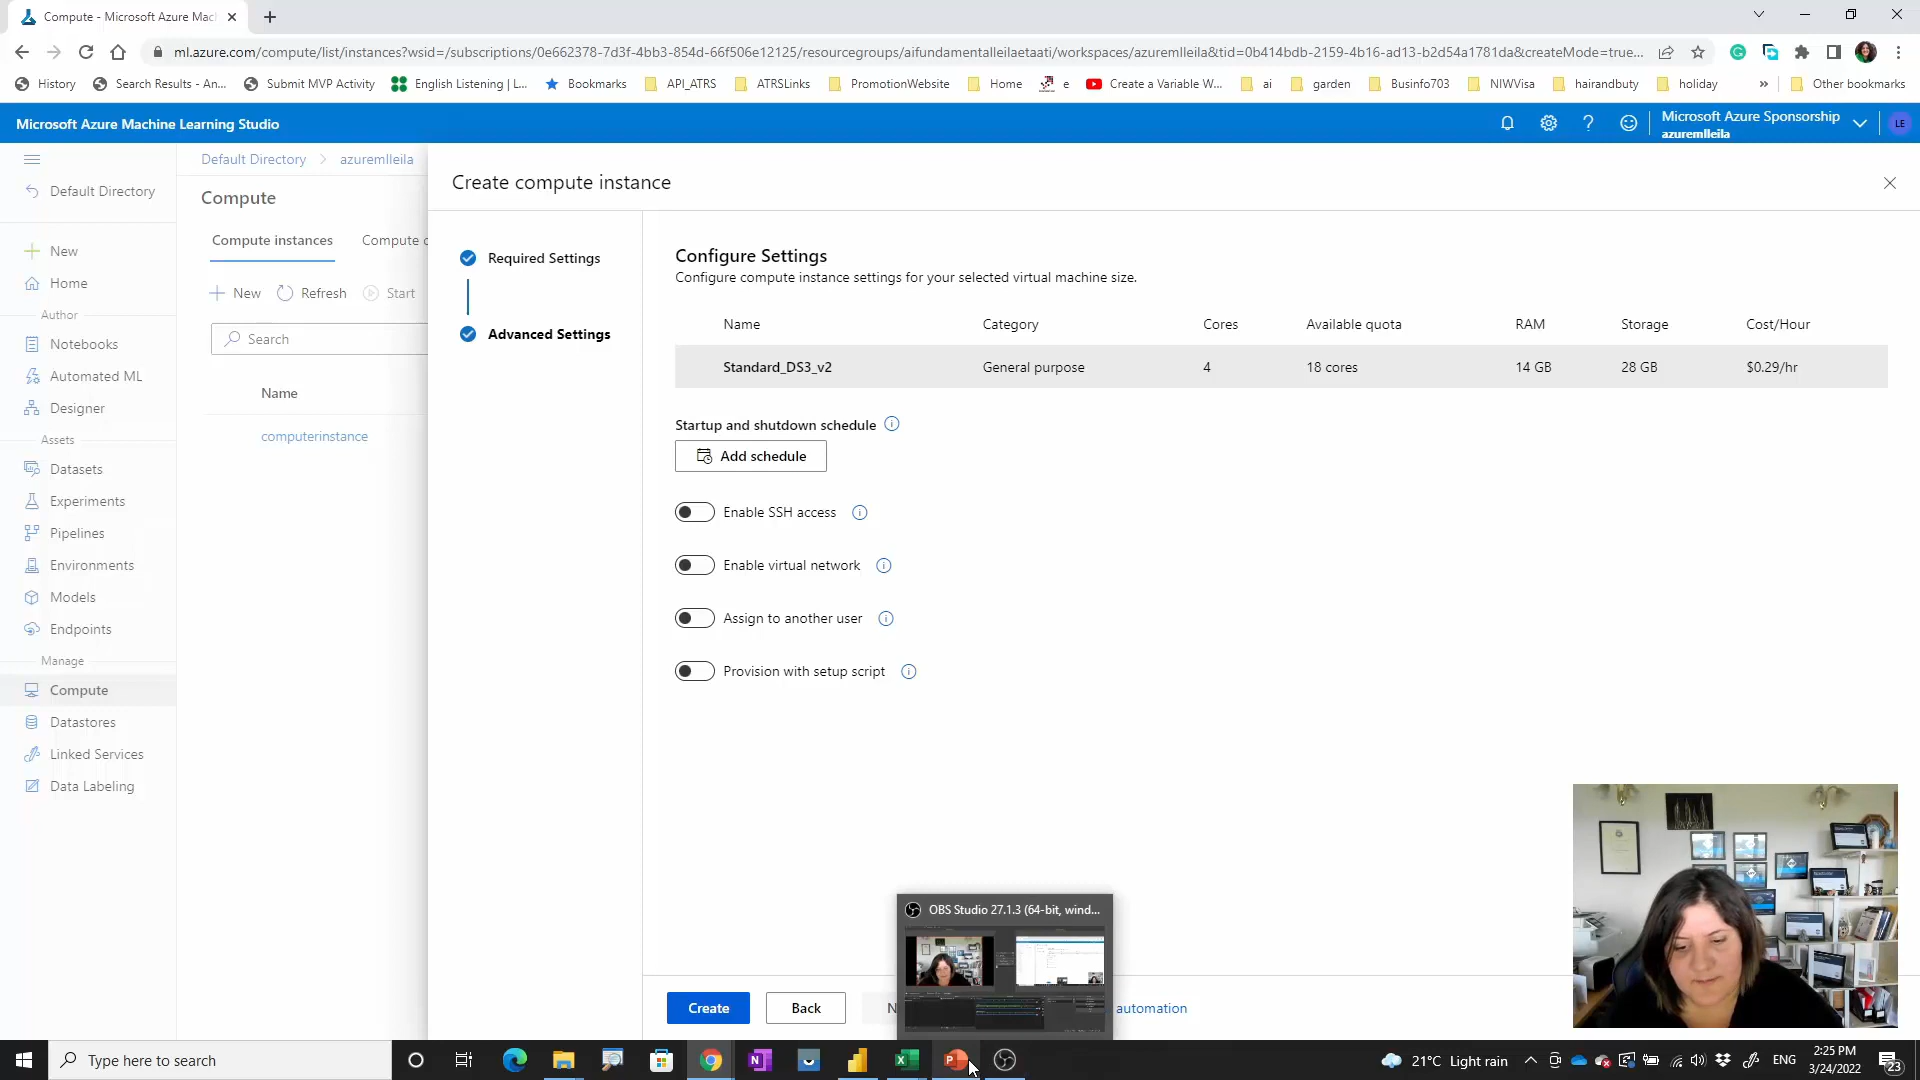 Compute - Microsoft Azure Mac
ml.azure.com/compute/list/instances?wsid=/subscriptions/0e662378-7d3f-4bb3-854d-66f506e12125/resourcegroups/aifundamentalleilaetaati/workspaces/azuremlleila&tid=0b414bdb-2159-4b16-ad13-b2d54a1781da&createMode=true...
History Search Results - An... Submit MVP Activity English Listening | L... Bookmarks API_ATRS ATRSLinks PromotionWebsite Home e Create a Variable W... ai garden Businfo703 NIWVisa hairandbuty holiday » Other bookmarks
Microsoft Azure Machine Learning Studio
Microsoft Azure Sponsorship
azuremlleila
LE
Default Directory
New
Home
Author
Notebooks
Automated ML
Designer
Assets
Datasets
Experiments
Pipelines
Environments
Models
Endpoints
Manage
Compute
Datastores
Linked Services
Data Labeling
Default Directory > azuremlleila
Compute
Compute instances Compute c
New Refresh Start
Search
Name
computerinstance
Create compute instance
Required Settings
Advanced Settings
Configure Settings
Configure compute instance settings for your selected virtual machine size.
Name Category Cores Available quota RAM Storage Cost/Hour
Standard_DS3_v2 General purpose 4 18 cores 14 GB 28 GB $0.29/hr
Startup and shutdown schedule
Add schedule
Enable SSH access
Enable virtual network
Assign to another user
Provision with setup script
OBS Studio 27.1.3 (64-bit, wind...
Create Back N automation
Type here to search
21°C Light rain
ENG
2:25 PM
3/24/2022
23